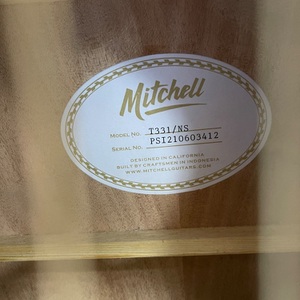 Mitchell
MODEL NO. T331/NS
SERIAL NO. PSI210603412
DESIGNED IN CALIFORNIA
BUILT BY CRAFTSMEN IN INDONESIA
WWW.MITCHELLGUITARS.COM